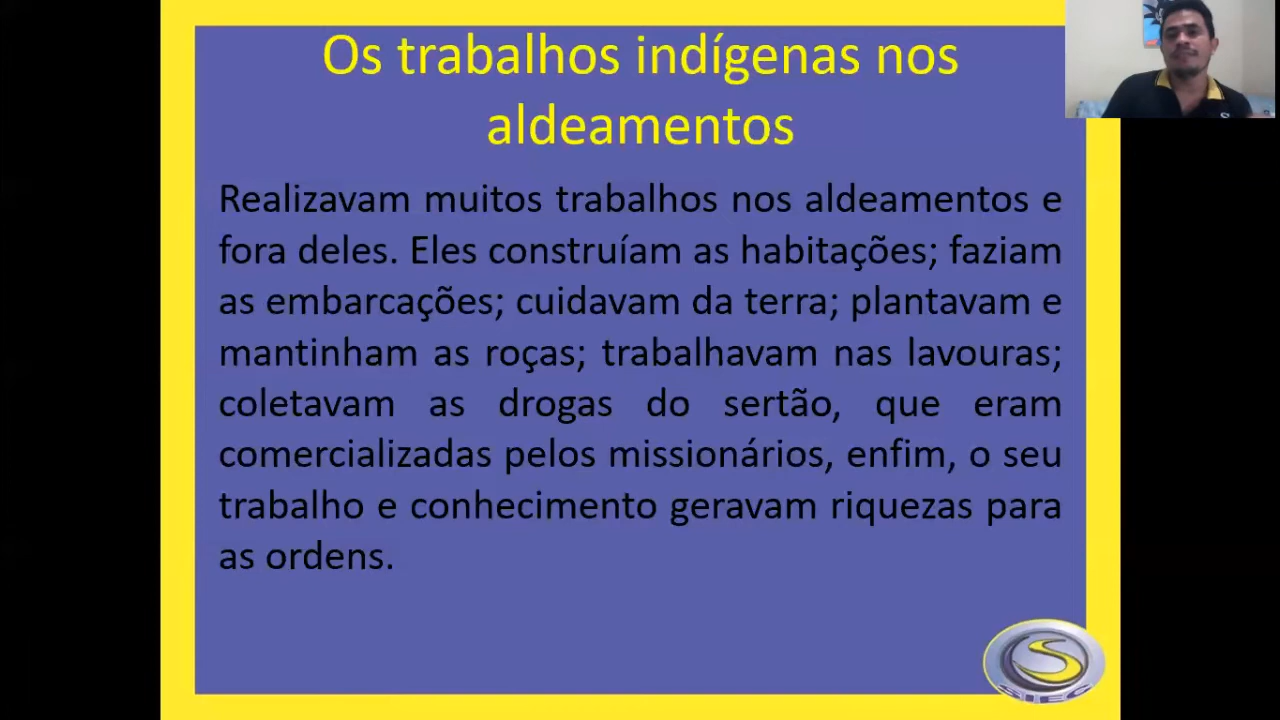 Os trabalhos indígenas nos
aldeamentos
Realizavam muitos trabalhos nos aldeamentos e
fora deles. Eles construíam as habitações; faziam
as embarcações; cuidavam da terra; plantavam e
mantinham as roças; trabalhavam nas lavouras;
coletavam as drogas do sertão, que eram
comercializadas pelos missionários, enfim, o seu
trabalho e conhecimento geravam riquezas para
as ordens.